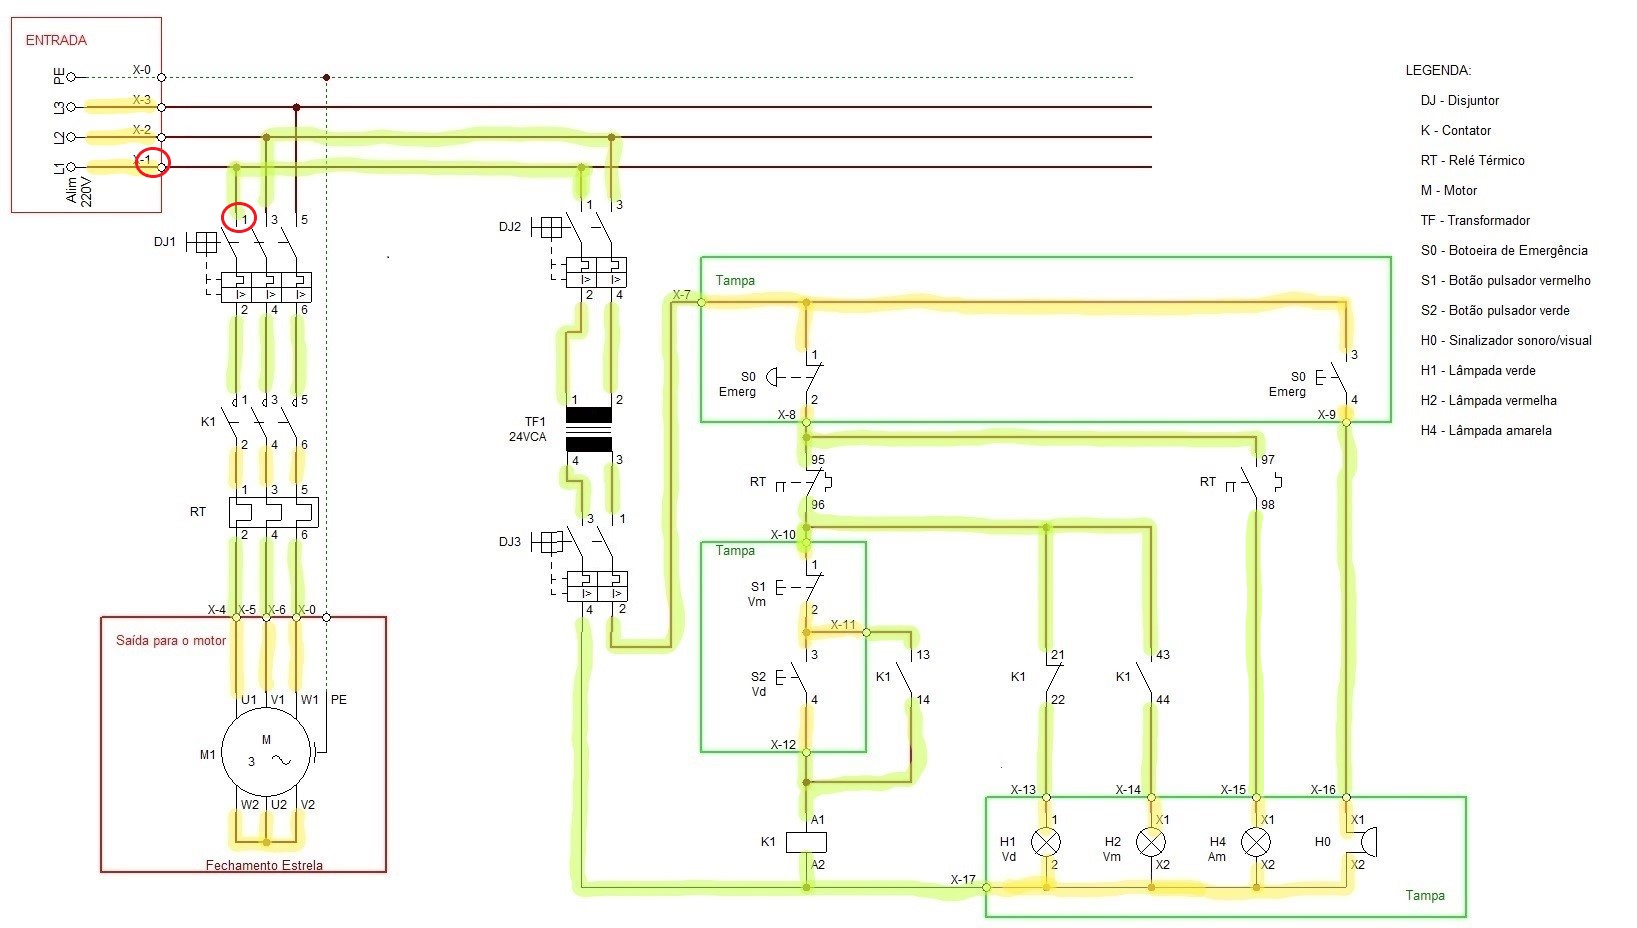 ENTRADA
PE
X-0
L3
X-3
L2
X-2
L1
X-1
Alim
220V
LEGENDA:
DJ - Disjuntor
K - Contator
RT - Relé Térmico
M - Motor
TF - Transformador
S0 - Botoeira de Emergência
S1 - Botão pulsador vermelho
S2 - Botão pulsador verde
H0 - Sinalizador sonoro/visual
H1 - Lâmpada verde
H2 - Lâmpada vermelha
H4 - Lâmpada amarela
1 3 5
DJ1
I> I> I>
2 4 6
1 3 5
K1
2 4 6
1 3 5
RT
2 4 6
X-4 X-5 X-6 X-0
Saída para o motor
U1 V1 W1 PE
M1
M
3
W2 U2 V2
Fechamento Estrela
1 3
DJ2
I> I>
2 4
1 2
TF1
24VCA
4 3
3 1
DJ3
I> I>
4 2
Tampa
X-7
1
S0
Emerg
2
X-8
3
S0
Emerg
4
X-9
95
RT
96
97
RT
98
X-10
Tampa
1
S1
Vm
2
X-11
3
S2
Vd
4
X-12
13
K1
14
21
K1
22
43
K1
44
A1
K1
A2
X-13 X-14 X-15 X-16
1
H1
Vd
2
X1
H2
Vm
X2
X1
H4
Am
X2
X1
H0
X2
X-17
Tampa